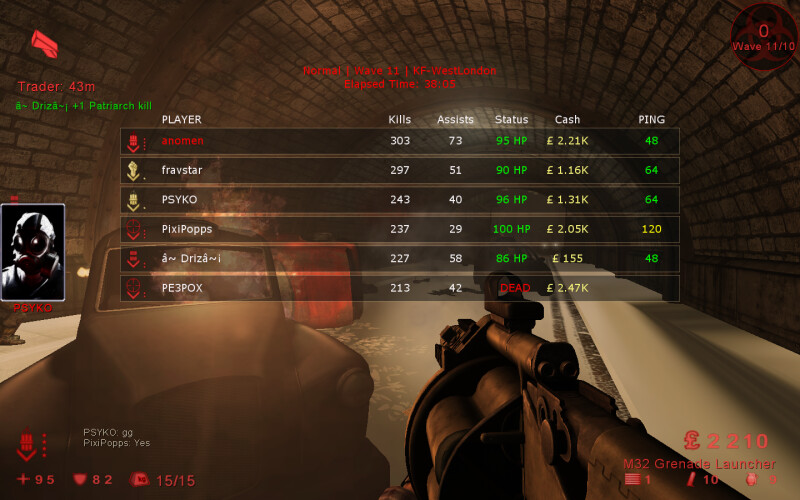 0
Wave 11/10
Normal | Wave 11 | KF-WestLondon
Elapsed Time: 38:05
Trader: 43m
â~ Drizâ~¡ +1 Patriarch kill
PLAYER Kills Assists Status Cash PING
anomen 303 73 95 HP £ 2.21K 48
fravstar 297 51 90 HP £ 1.16K 64
PSYKO 243 40 96 HP £ 1.31K 64
PixiPopps 237 29 100 HP £ 2.05K 120
â~ Drizâ~¡ 227 58 86 HP £ 155 48
PE3POX 213 42 DEAD £ 2.47K
PSYKO
PSYKO: gg
PixiPopps: Yes
95 82 15/15
£ 2210
M32 Grenade Launcher
1 10